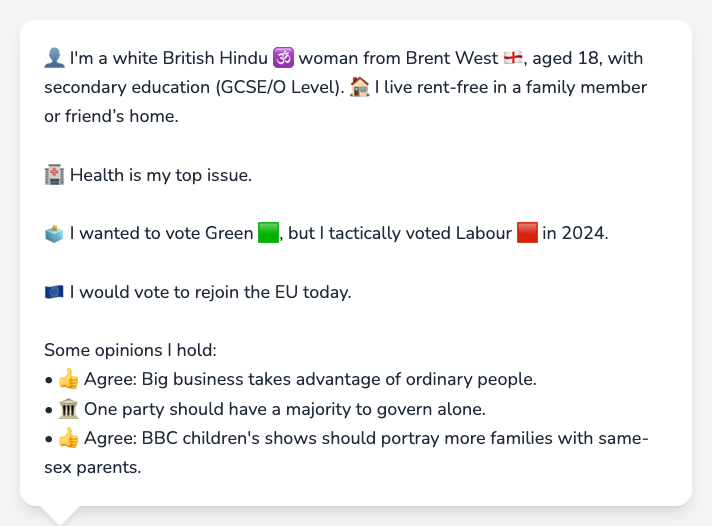 👤 I'm a white British Hindu 🕉️ woman from Brent West 🏴󠁧󠁢󠁥󠁮󠁧󠁿, aged 18, with
secondary education (GCSE/O Level). 🏠 I live rent-free in a family member
or friend’s home.
🏥 Health is my top issue.
🗳️ I wanted to vote Green 🟩, but I tactically voted Labour 🟥 in 2024.
🇪🇺 I would vote to rejoin the EU today.
Some opinions I hold:
• 👍 Agree: Big business takes advantage of ordinary people.
• 🏛️ One party should have a majority to govern alone.
• 👍 Agree: BBC children's shows should portray more families with same-
sex parents.